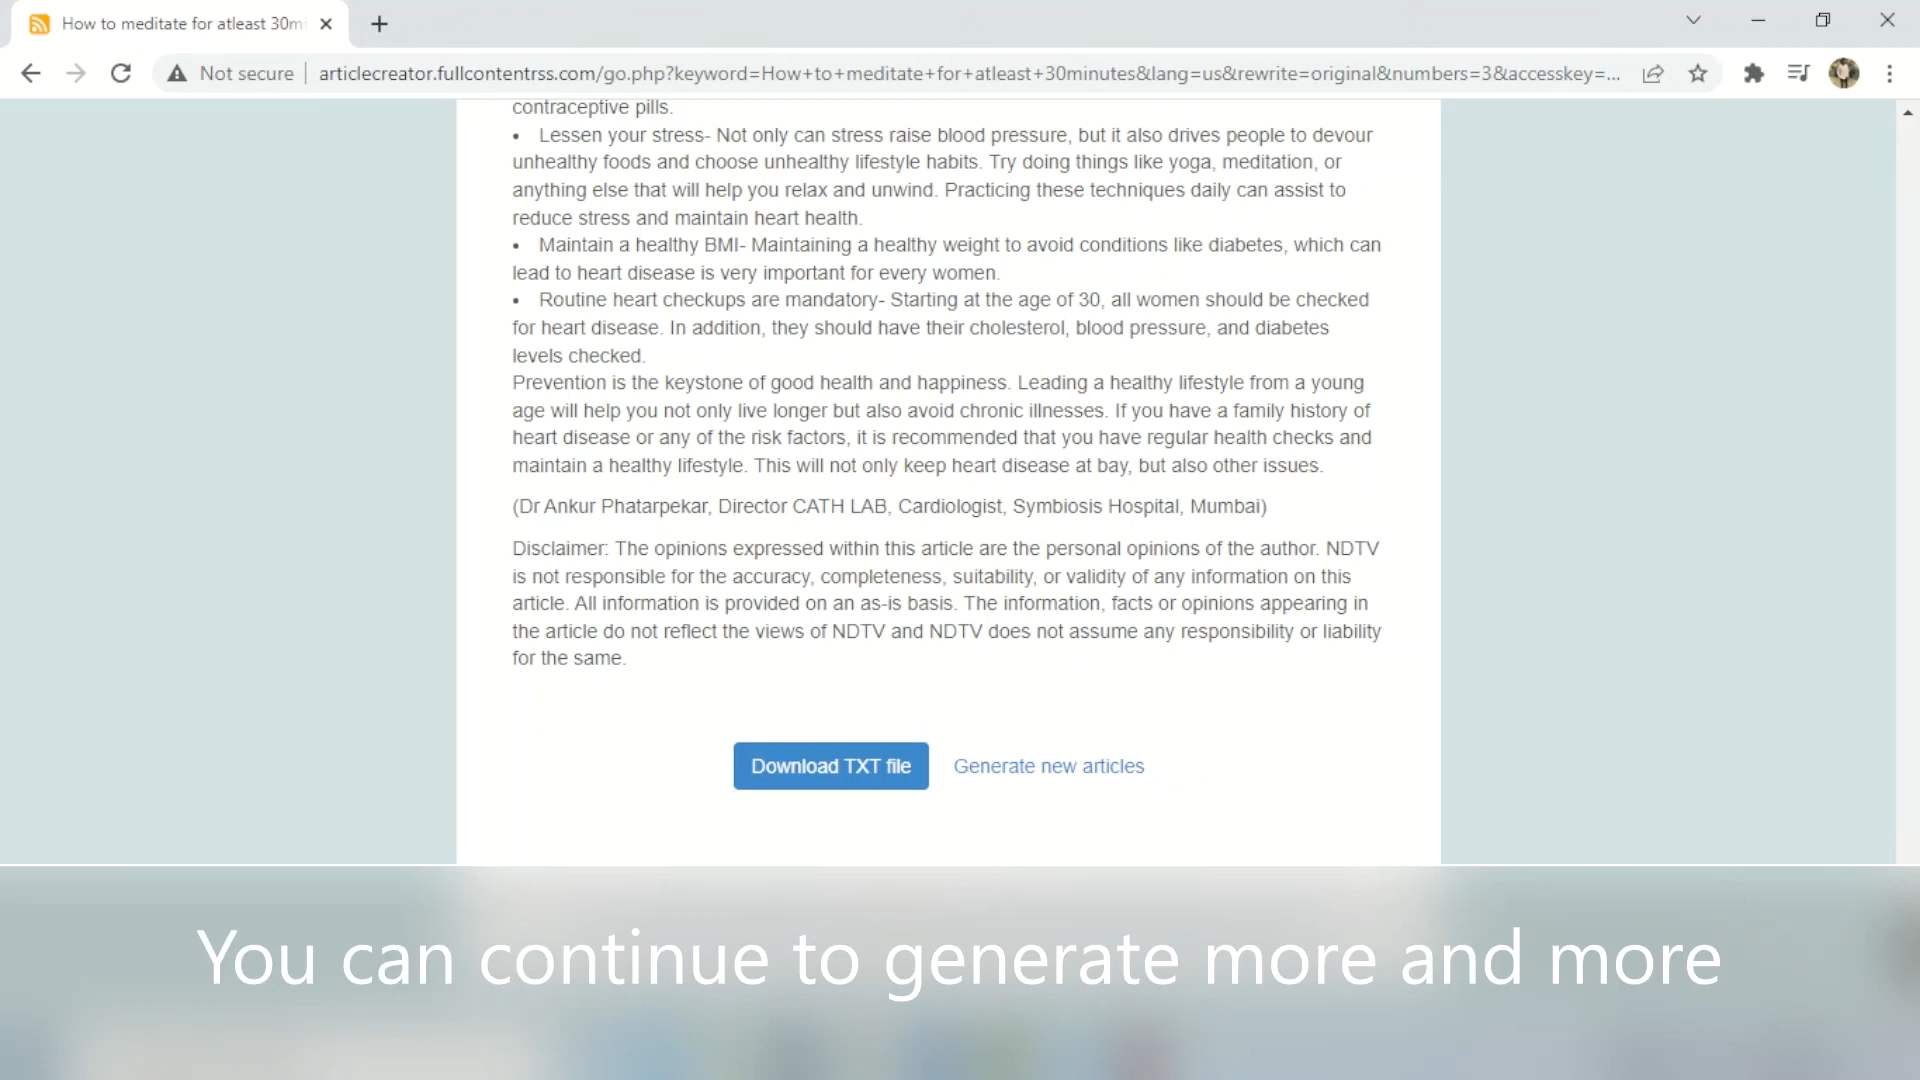 How to meditate for atleast 30mi
Not secure
articlecreator.fullcontentrss.com/go.php?keyword=How+to+meditate+for+atleast+30minutes&lang=us&rewrite=original&numbers=3&accesskey=...
contraceptive pills.
• Lessen your stress- Not only can stress raise blood pressure, but it also drives people to devour
unhealthy foods and choose unhealthy lifestyle habits. Try doing things like yoga, meditation, or
anything else that will help you relax and unwind. Practicing these techniques daily can assist to
reduce stress and maintain heart health.
• Maintain a healthy BMI- Maintaining a healthy weight to avoid conditions like diabetes, which can
lead to heart disease is very important for every women.
• Routine heart checkups are mandatory- Starting at the age of 30, all women should be checked
for heart disease. In addition, they should have their cholesterol, blood pressure, and diabetes
levels checked.
Prevention is the keystone of good health and happiness. Leading a healthy lifestyle from a young
age will help you not only live longer but also avoid chronic illnesses. If you have a family history of
heart disease or any of the risk factors, it is recommended that you have regular health checks and
maintain a healthy lifestyle. This will not only keep heart disease at bay, but also other issues.
(Dr Ankur Phatarpekar, Director CATH LAB, Cardiologist, Symbiosis Hospital, Mumbai)
Disclaimer: The opinions expressed within this article are the personal opinions of the author. NDTV
is not responsible for the accuracy, completeness, suitability, or validity of any information on this
article. All information is provided on an as-is basis. The information, facts or opinions appearing in
the article do not reflect the views of NDTV and NDTV does not assume any responsibility or liability
for the same.
Download TXT file
Generate new articles
You can continue to generate more and more